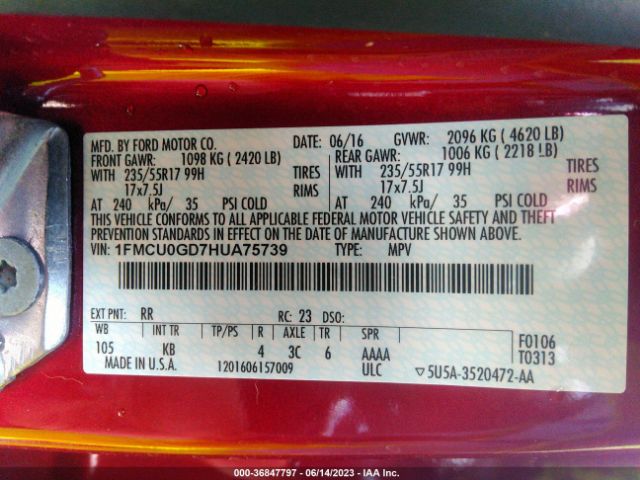 MFD. BY FORD MOTOR CO. DATE: 06/16 GVWR: 2096 KG ( 4620 LB)
FRONT GAWR: 1098 KG ( 2420 LB) REAR GAWR: 1006 KG ( 2218 LB)
WITH 235/55R17 99H TIRES WITH 235/55R17 99H TIRES
17x7.5J RIMS 17x7.5J RIMS
AT 240 kPa/ 35 PSI COLD AT 240 kPa/ 35 PSI COLD
THIS VEHICLE CONFORMS TO ALL APPLICABLE FEDERAL MOTOR VEHICLE SAFETY AND THEFT
PREVENTION STANDARDS IN EFFECT ON THE DATE OF MANUFACTURE SHOWN ABOVE.
VIN: 1FMCU0GD7HUA75739 TYPE: MPV
EXT PNT: RR RC: 23 DSO:
WB INT TR TP/PS R AXLE TR SPR F0106
105 KB 4 3C 6 AAAA T0313
MADE IN U.S.A. 1201606157009 ULC ▽5U5A-3520472-AA
000-36847797 - 06/14/2023 - IAA Inc.